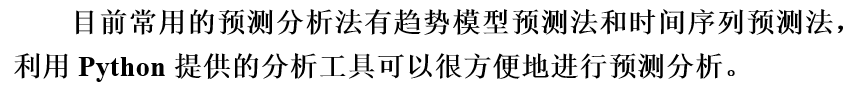 目前常用的预测分析法有趋势模型预测法和时间序列预测法，
利用 Python 提供的分析工具可以很方便地进行预测分析。